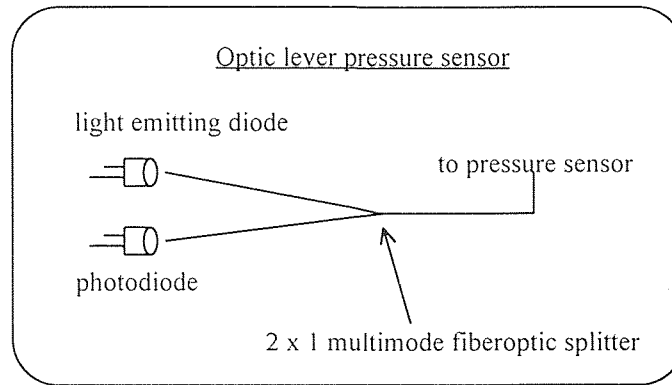 Optic lever pressure sensor
light emitting diode
to pressure sensor
photodiode
2 x 1 multimode fiberoptic splitter